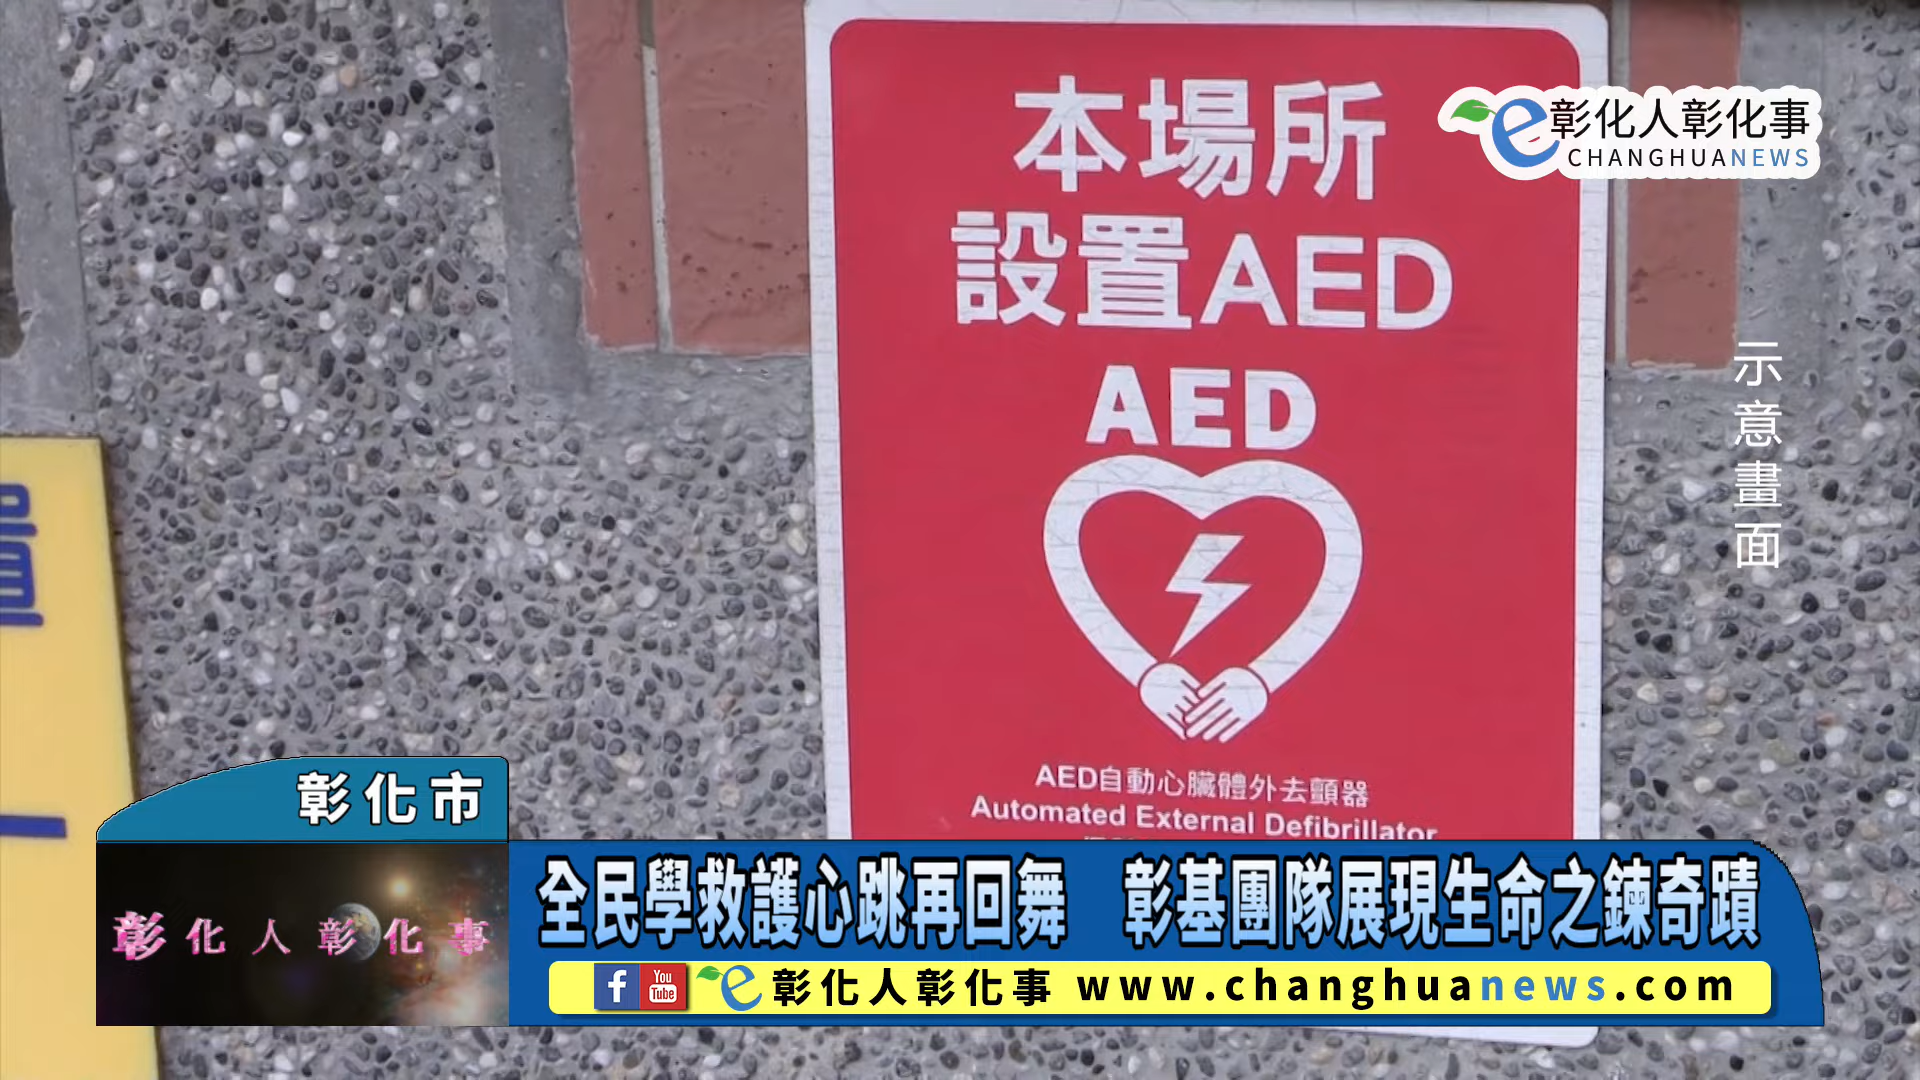 本場所
設置AED
AED
AED自動心臟體外去顫器
Automated External Defibrillator
彰化人彰化事
CHANGHUANEWS
示意畫面
彰化市
彰化人彰化事
全民學救護心跳再回舞 彰基團隊展現生命之鍊奇蹟
f You Tube e 彰化人彰化事 www.changhuanews.com